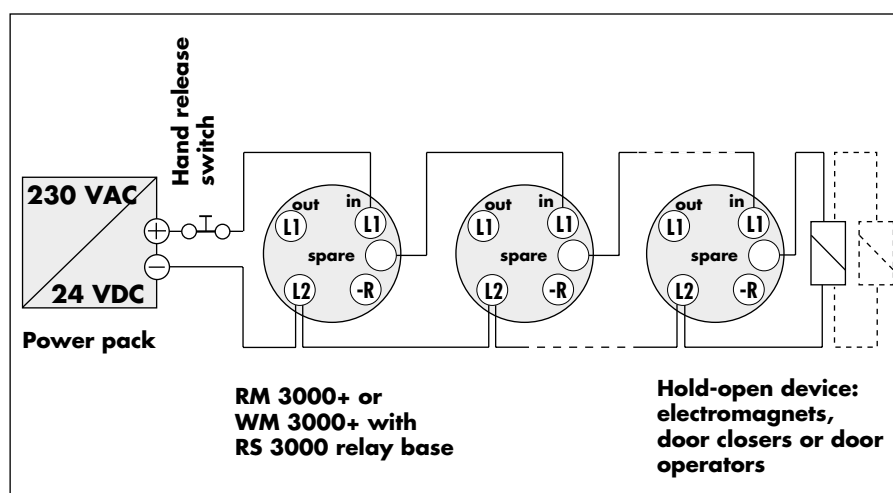 Hand release
switch
230 VAC
24 VDC
+
−
Power pack
out in
L1 L1
spare
L2 -R
out in
L1 L1
spare
L2 -R
out in
L1 L1
spare
L2 -R
RM 3000+ or
WM 3000+ with
RS 3000 relay base
Hold-open device:
electromagnets,
door closers or door
operators